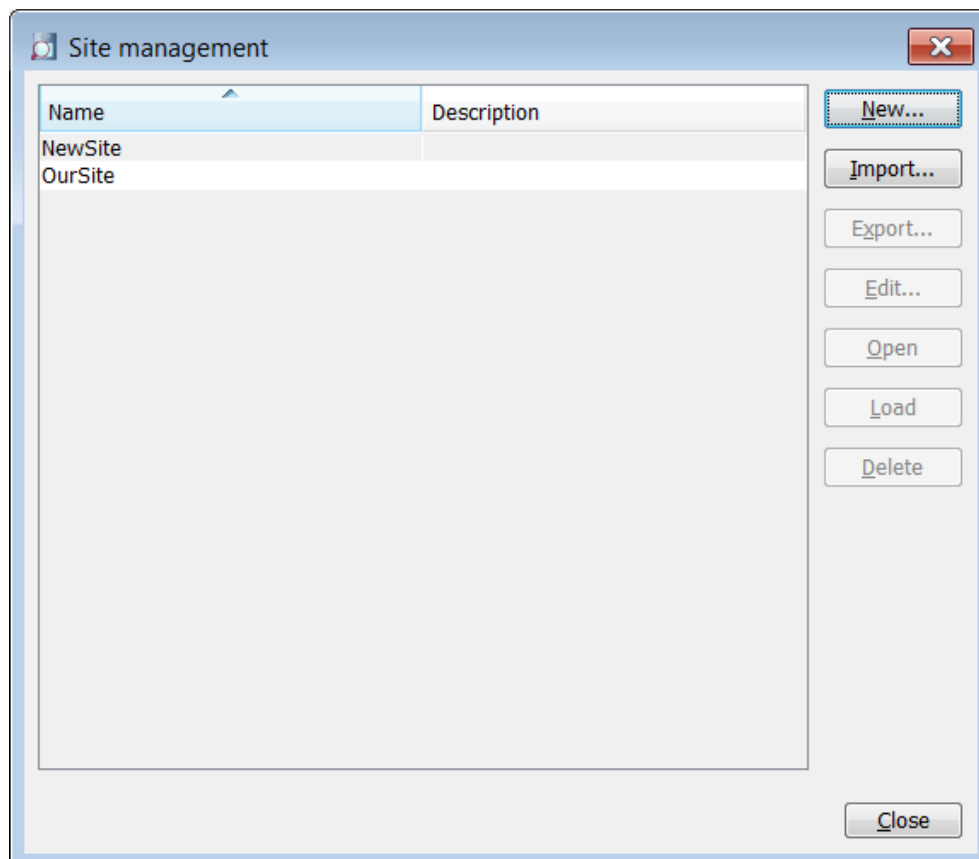 Site management
Name Description
NewSite
OurSite
New...
Import...
Export...
Edit...
Open
Load
Delete
Close